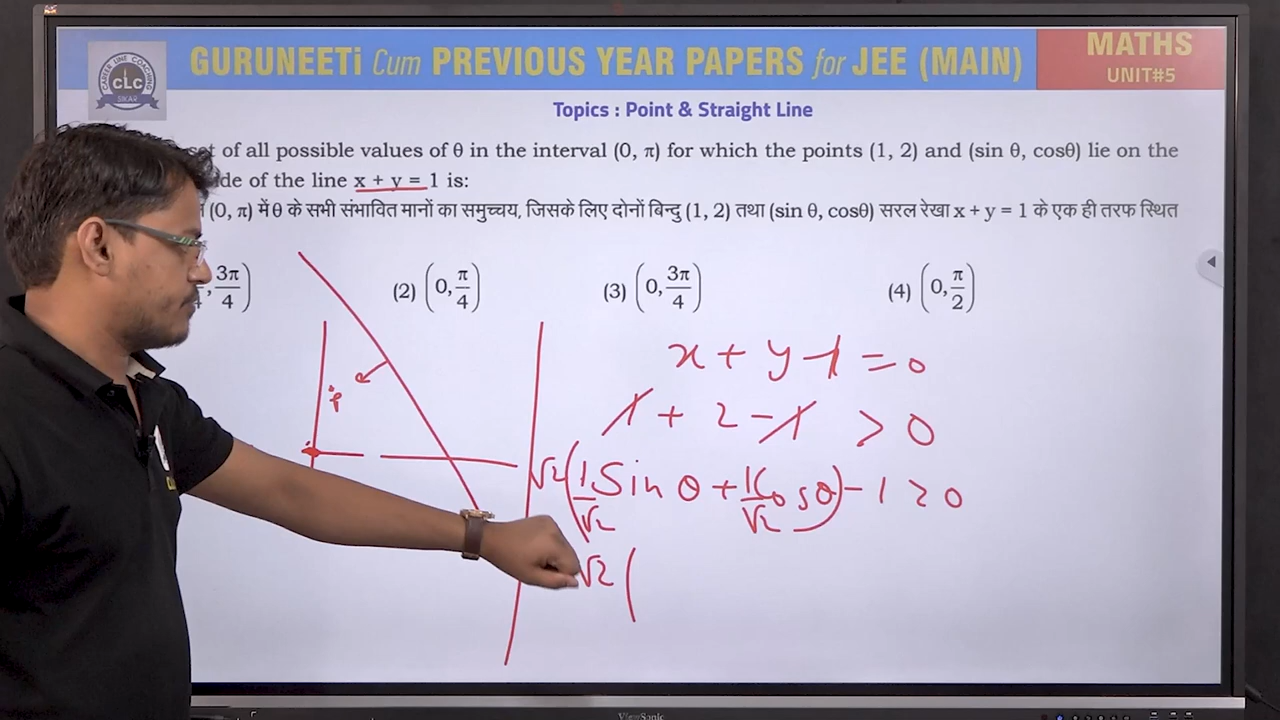 GURUNEETi Cum PREVIOUS YEAR PAPERS for JEE (MAIN)
MATHS
UNIT#5
CAREER LINE COACHING
CLC
SIKAR
Topics : Point & Straight Line
set of all possible values of θ in the interval (0, π) for which the points (1, 2) and (sin θ, cosθ) lie on the
of the line x + y = 1 is:
(0, π) में θ के सभी संभावित मानों का समुच्चय, जिसके लिए दोनों बिन्दु (1, 2) तथा (sin θ, cosθ) सरल रेखा x + y = 1 के एक ही तरफ स्थित
, 3π/4)
(2) (0, π/4)
(3) (0, 3π/4)
(4) (0, π/2)
x + y - 1 = 0
1 + 2 - 1 > 0
√2 (1/√2 Sin θ + 1/√2 Cos θ) - 1 > 0
√2 (
ViewSonic